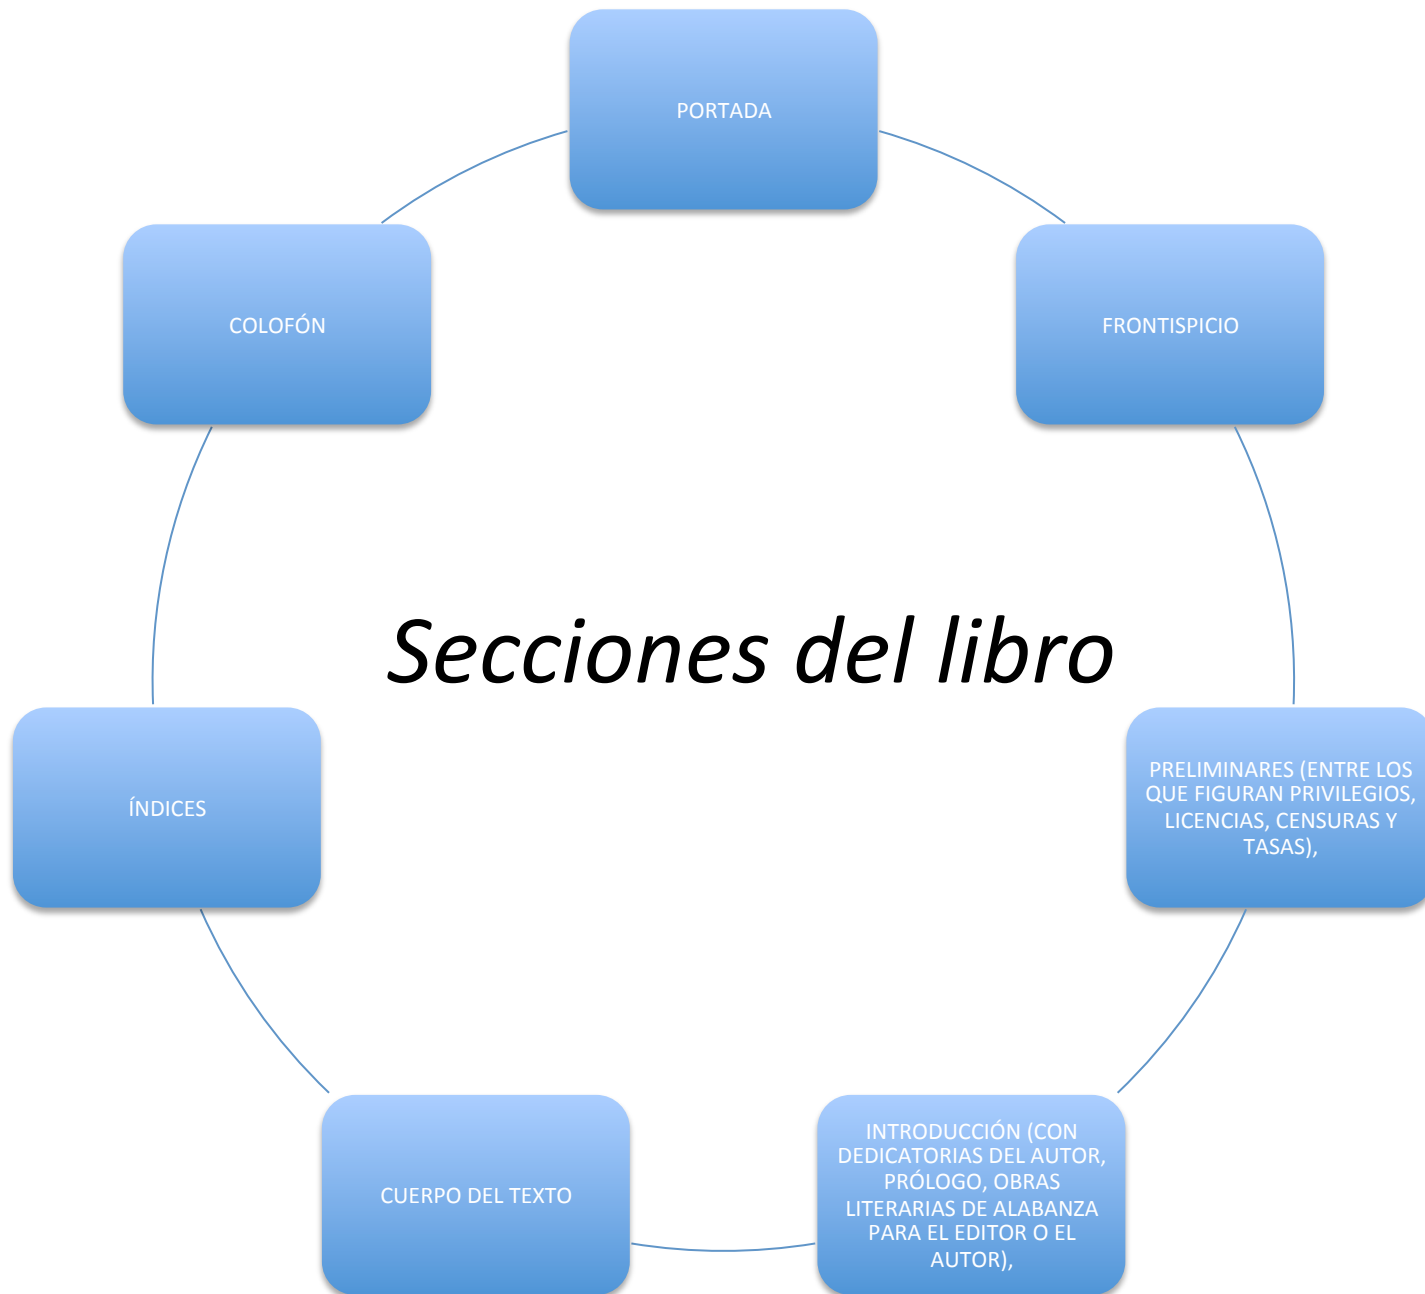 PORTADA
FRONTISPICIO
PRELIMINARES (ENTRE LOS
QUE FIGURAN PRIVILEGIOS,
LICENCIAS, CENSURAS Y
TASAS),
INTRODUCCIÓN (CON
DEDICATORIAS DEL AUTOR,
PRÓLOGO, OBRAS
LITERARIAS DE ALABANZA
PARA EL EDITOR O EL
AUTOR),
CUERPO DEL TEXTO
ÍNDICES
COLOFÓN
Secciones del libro